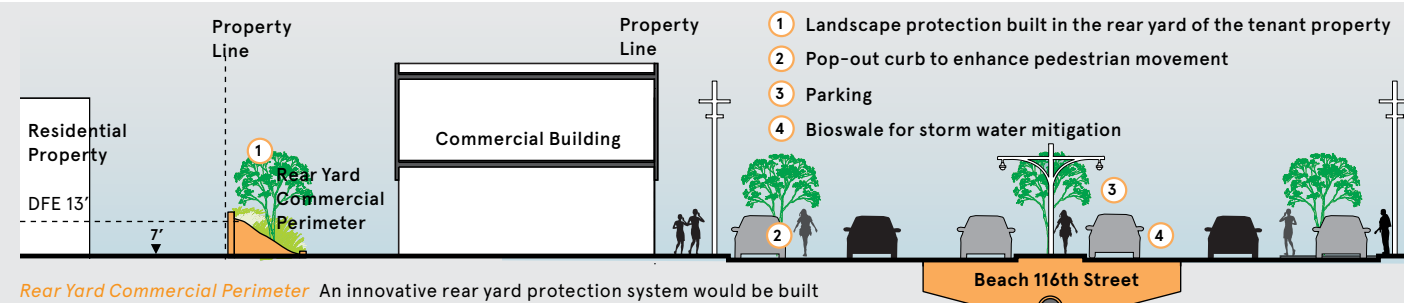 Property
Line
Property
Line
1 Landscape protection built in the rear yard of the tenant property
2 Pop-out curb to enhance pedestrian movement
3 Parking
4 Bioswale for storm water mitigation
Residential
Property
DFE 13′
7′
1
Rear Yard
Commercial
Perimeter
Commercial Building
2
3
4
Beach 116th Street
Rear Yard Commercial Perimeter An innovative rear yard protection system would be built